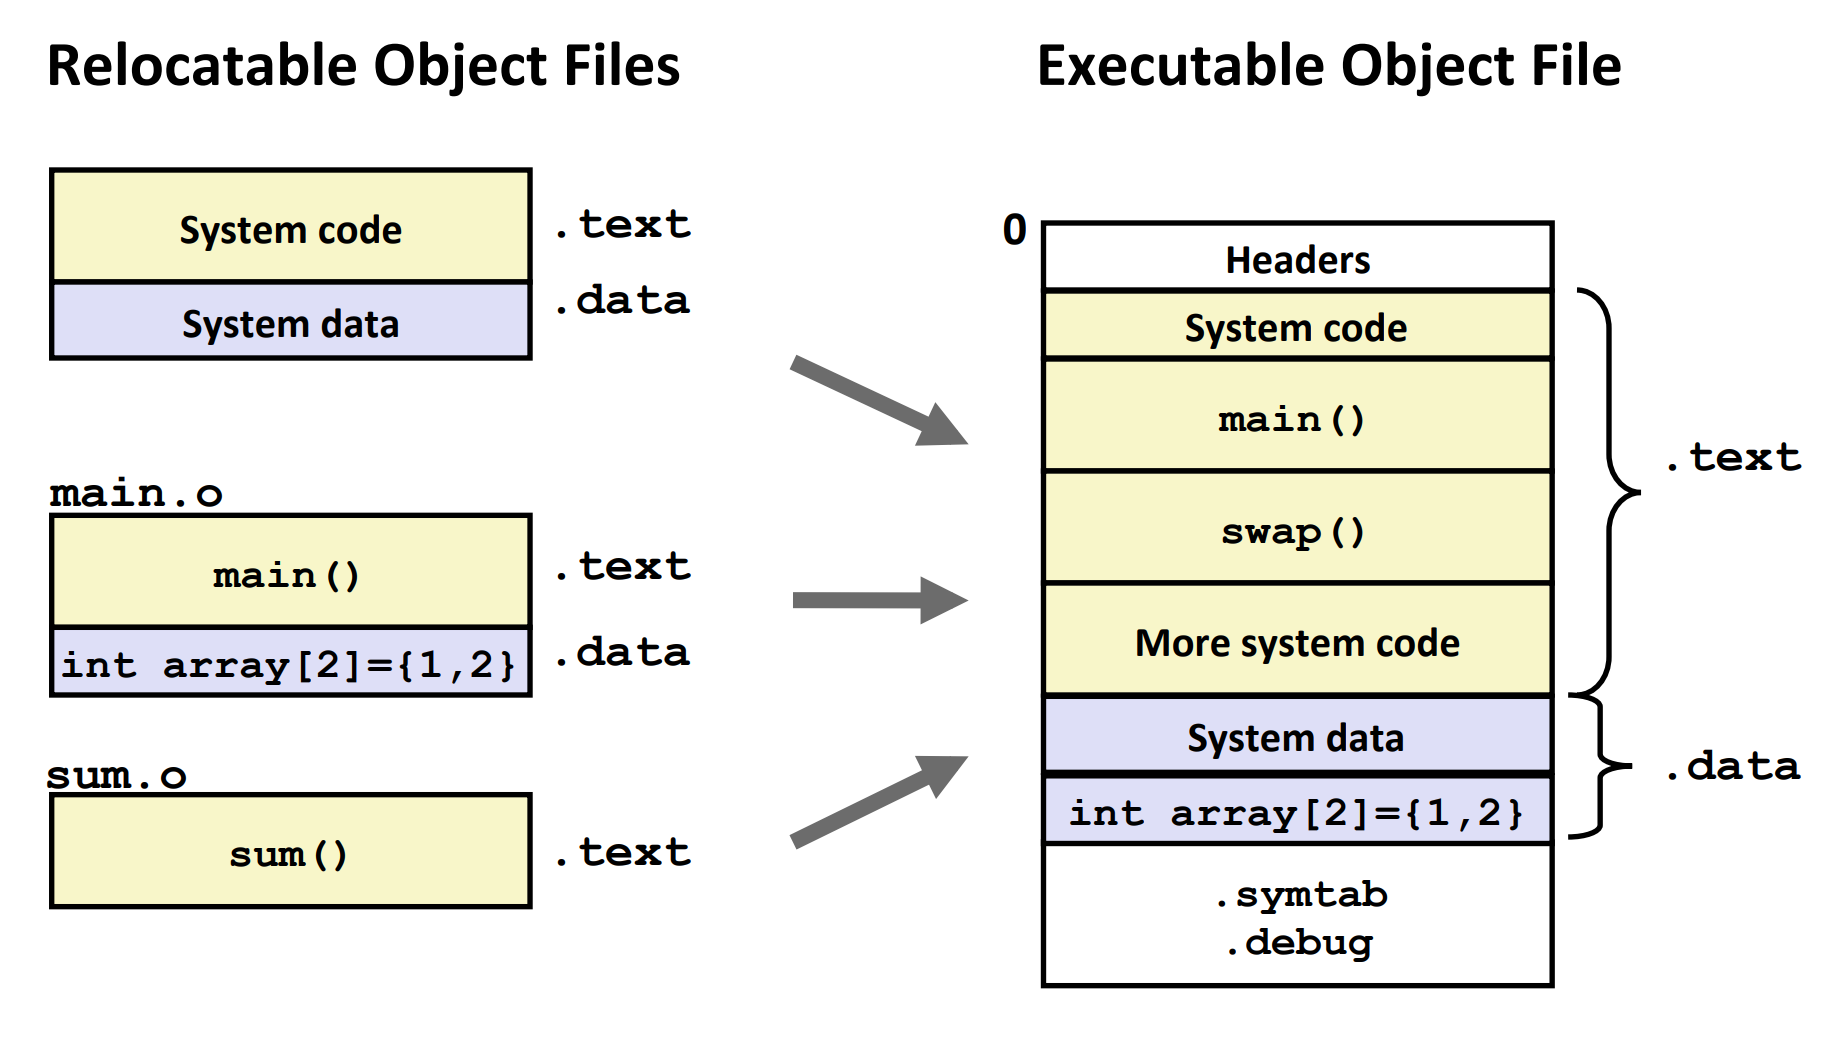 Relocatable Object Files
System code
.text
System data
.data
main.o
main()
.text
int array[2]={1,2}
.data
sum.o
sum()
.text
Executable Object File
0
Headers
System code
main()
swap()
More system code
.text
System data
int array[2]={1,2}
.data
.symtab
.debug